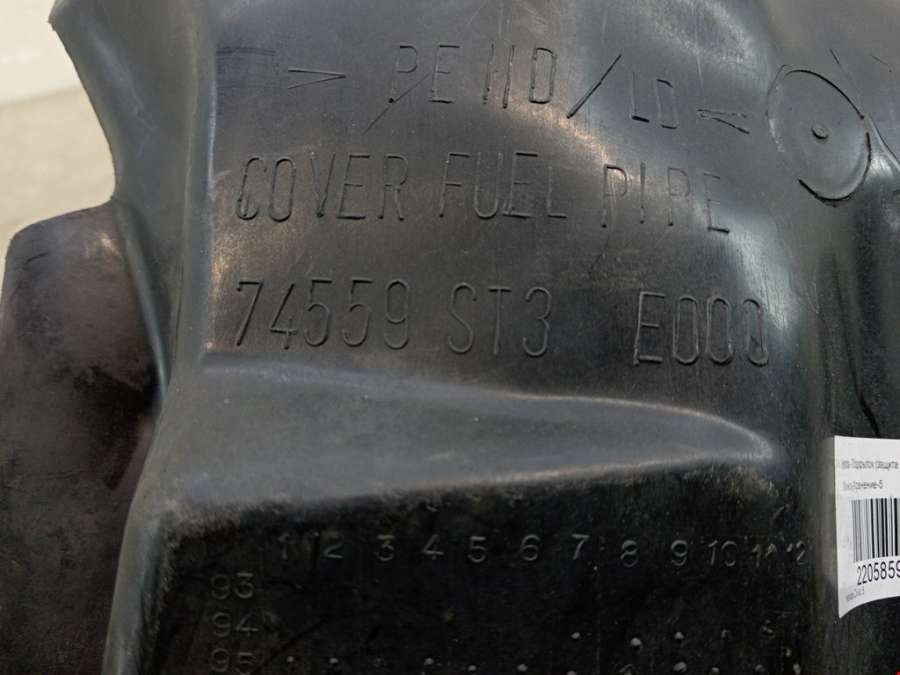 > PE HD / LD <
COVER FUEL PIPE
74559 ST3 E000
1 2 3 4 5 6 7 8 9 10 11 12
93
94
95
2205859